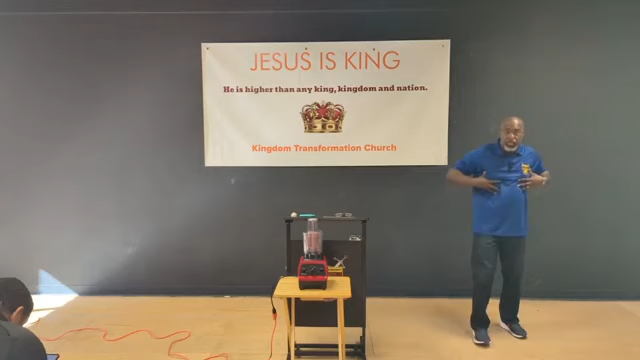 JESUS IS KING
He is higher than any king, kingdom and nation.
Kingdom Transformation Church